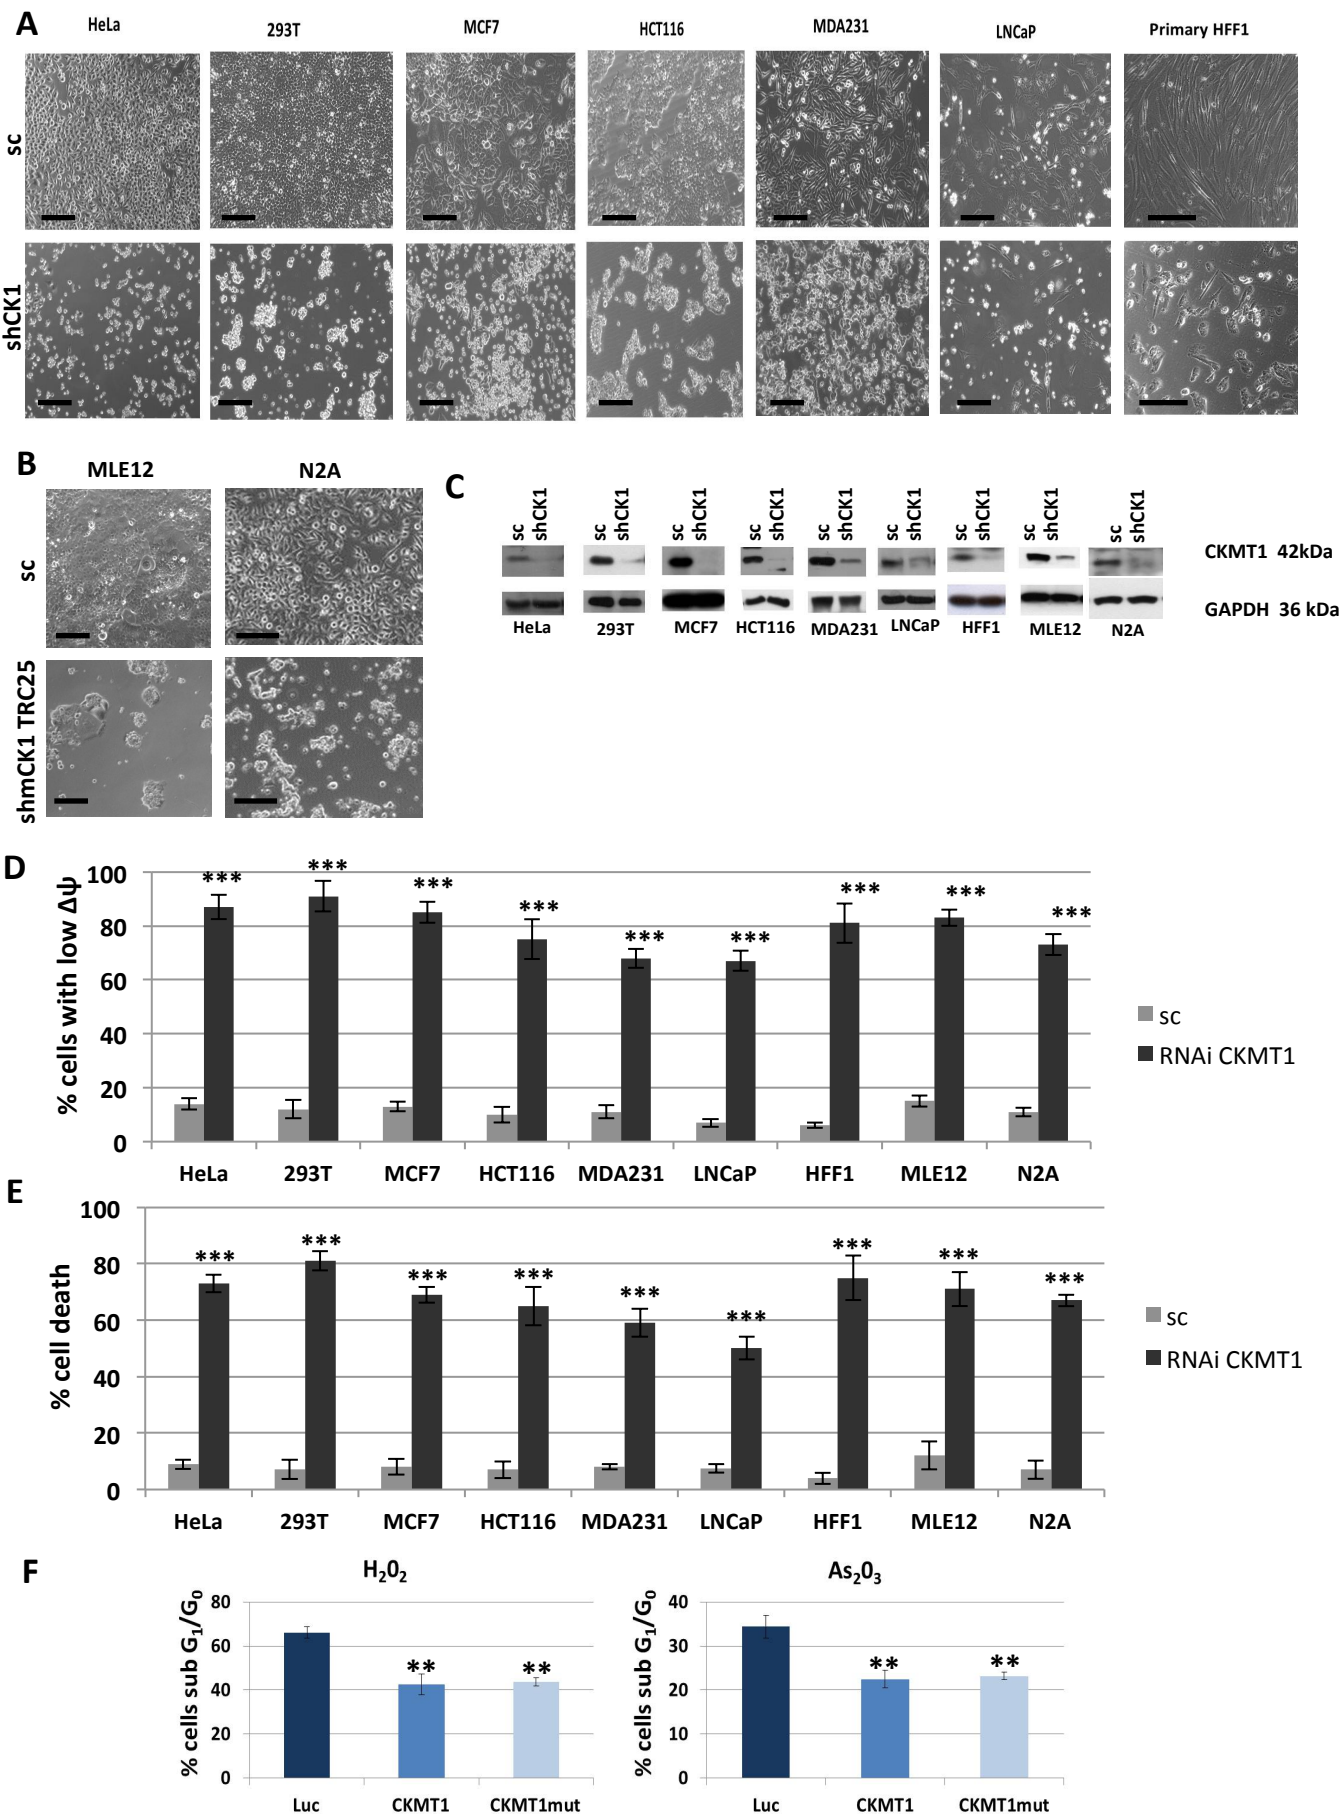 A
HeLa 293T MCF7 HCT116 MDA231 LNCaP Primary HFF1
sc
shCK1
B
MLE12 N2A
sc
shmCK1 TRC25
C
sc shCK1 sc shCK1 sc shCK1 sc shCK1 sc shCK1 sc shCK1 sc shCK1 sc shCK1 sc shCK1
CKMT1 42kDa
GAPDH 36 kDa
HeLa 293T MCF7 HCT116 MDA231 LNCaP HFF1 MLE12 N2A
D
% cells with low Δψ
100
80
60
40
20
0
*** *** *** *** *** *** *** *** ***
HeLa 293T MCF7 HCT116 MDA231 LNCaP HFF1 MLE12 N2A
sc
RNAi CKMT1
E
% cell death
100
80
60
40
20
0
*** *** *** *** *** *** *** *** ***
HeLa 293T MCF7 HCT116 MDA231 LNCaP HFF1 MLE12 N2A
sc
RNAi CKMT1
F
H₂0₂
% cells sub G₁/G₀
80
60
40
20
0
** **
Luc CKMT1 CKMT1mut
As₂0₃
% cells sub G₁/G₀
40
30
20
10
0
** **
Luc CKMT1 CKMT1mut